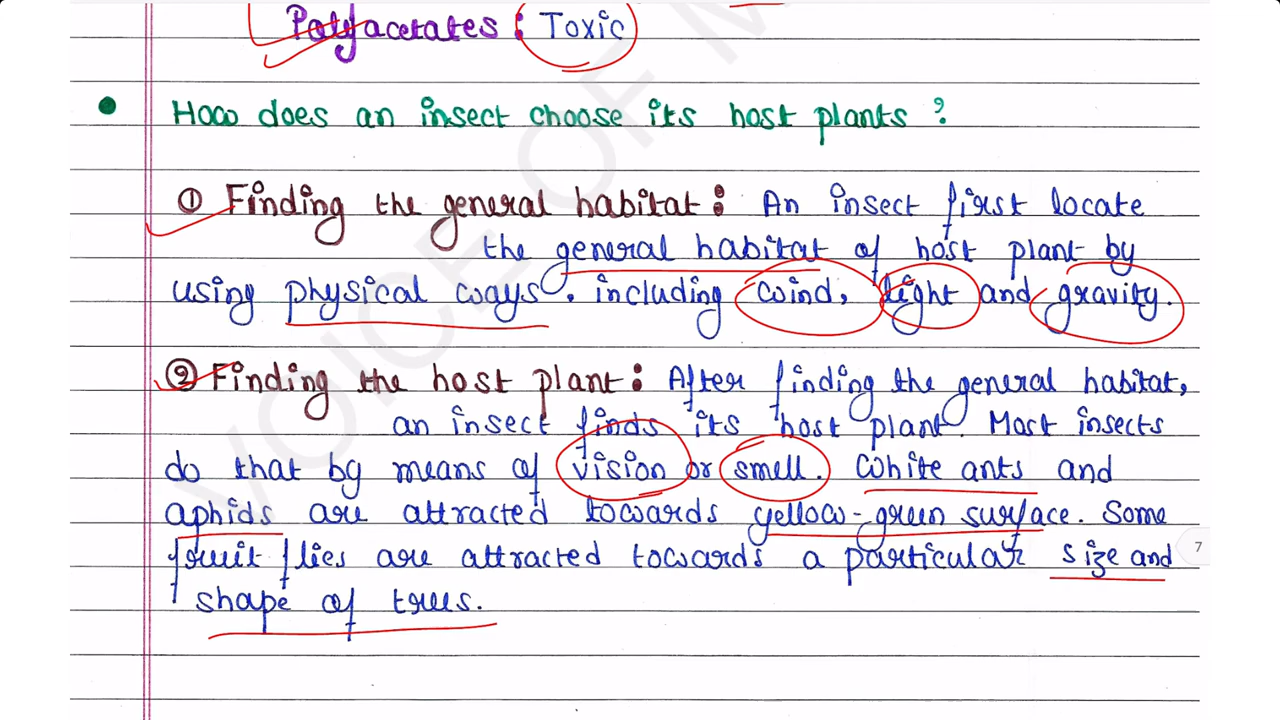 Polyacetates : Toxic
• How does an insect choose its host plants ?
① Finding the general habitat : An insect first locate
the general habitat of host plant by
using physical ways, including wind, light and gravity.
② Finding the host plant : After finding the general habitat,
an insect finds its host plant. Most insects
do that by means of vision or smell. White ants and
aphids are attracted towards yellow-green surface. Some
fruit flies are attracted towards a particular size and
shape of trees.
7
VOICE OF M